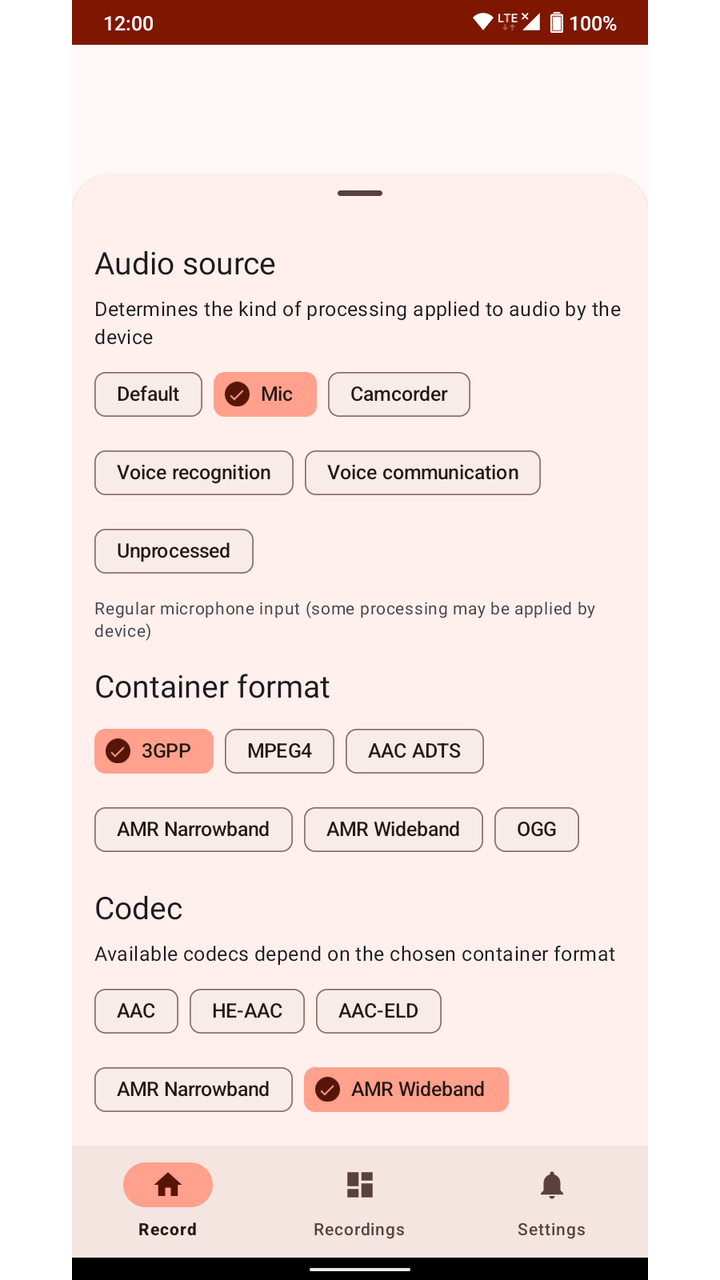 12:00 LTE 100%
Audio source
Determines the kind of processing applied to audio by the
device
Default Mic Camcorder
Voice recognition Voice communication
Unprocessed
Regular microphone input (some processing may be applied by
device)
Container format
3GPP MPEG4 AAC ADTS
AMR Narrowband AMR Wideband OGG
Codec
Available codecs depend on the chosen container format
AAC HE-AAC AAC-ELD
AMR Narrowband AMR Wideband
Record Recordings Settings